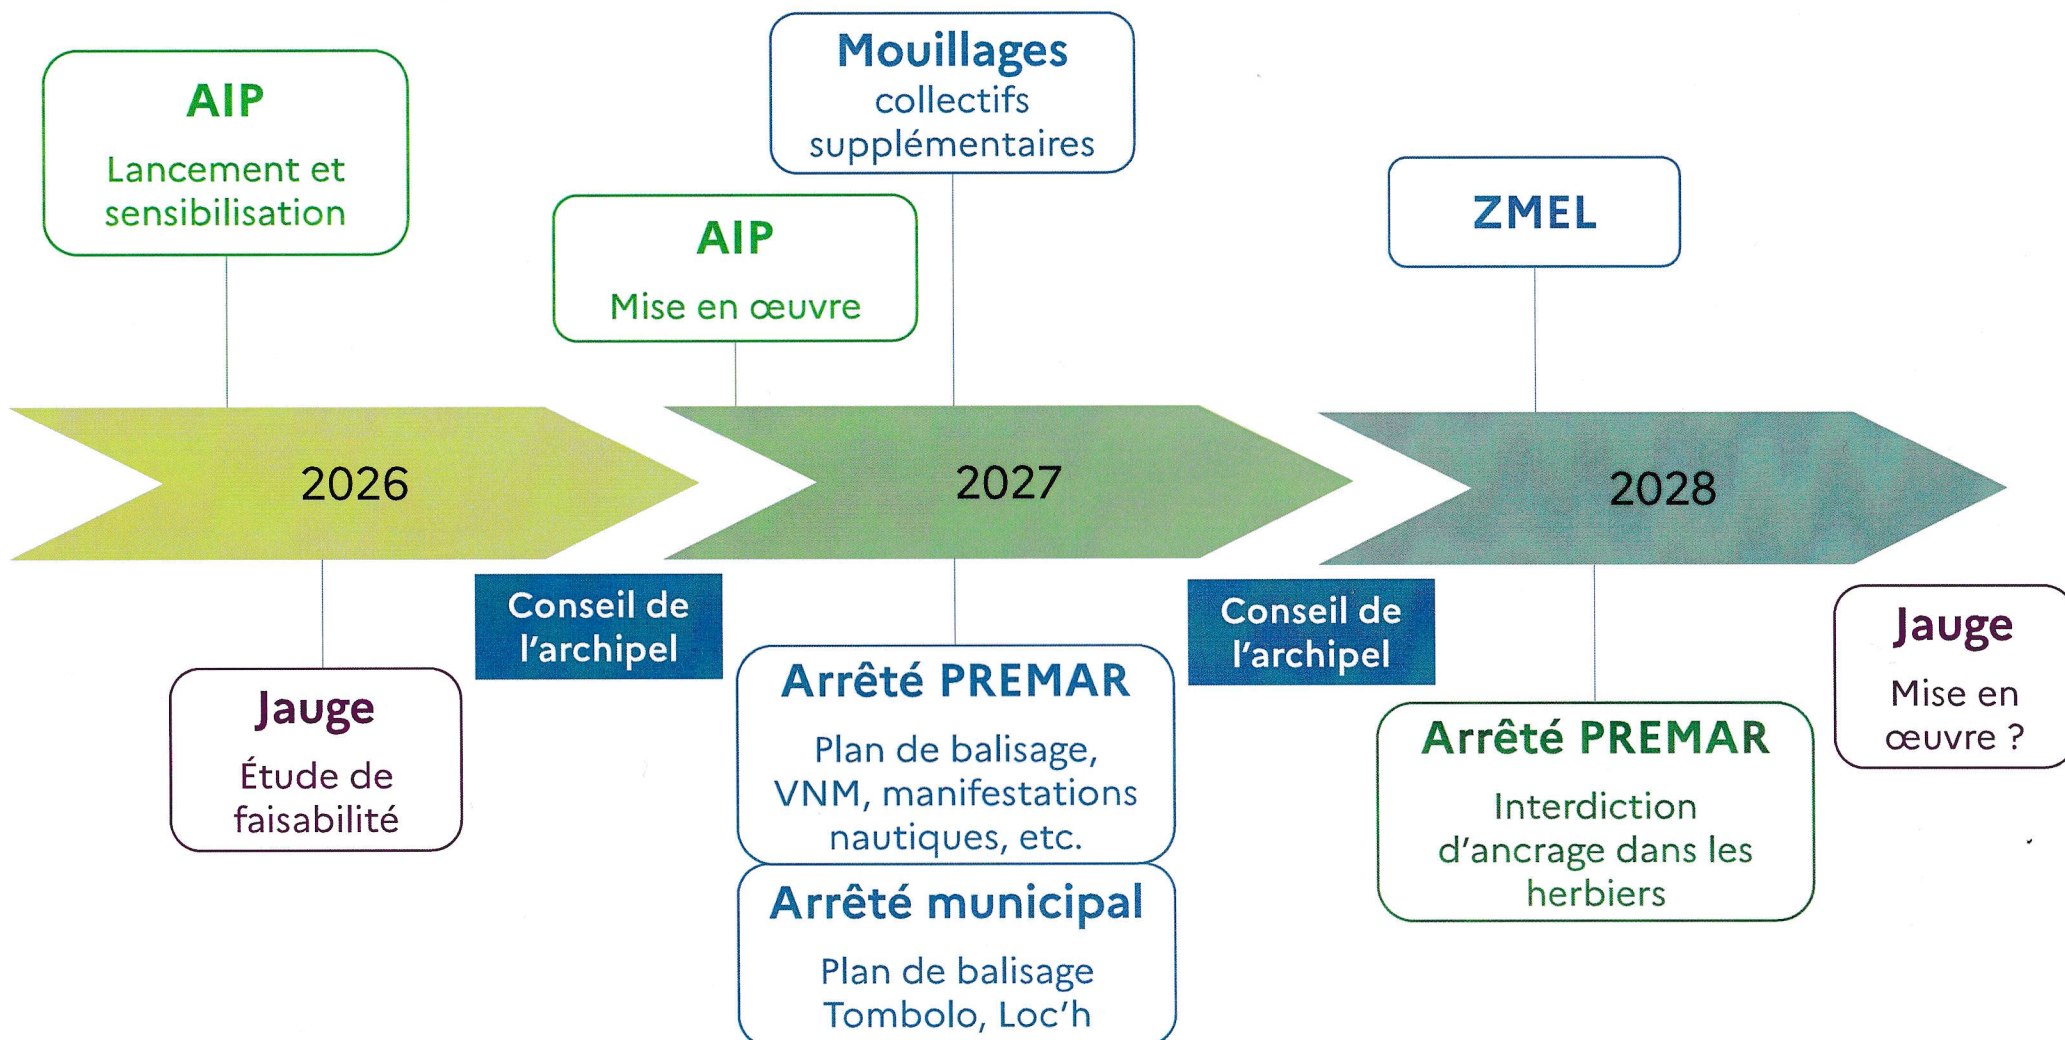 AIP
Lancement et
sensibilisation
AIP
Mise en œuvre
Mouillages
collectifs
supplémentaires
ZMEL
2026
2027
2028
Jauge
Étude de
faisabilité
Conseil de
l'archipel
Arrêté PREMAR
Plan de balisage,
VNM, manifestations
nautiques, etc.
Arrêté municipal
Plan de balisage
Tombolo, Loc'h
Conseil de
l'archipel
Arrêté PREMAR
Interdiction
d'ancrage dans les
herbiers
Jauge
Mise en
œuvre ?